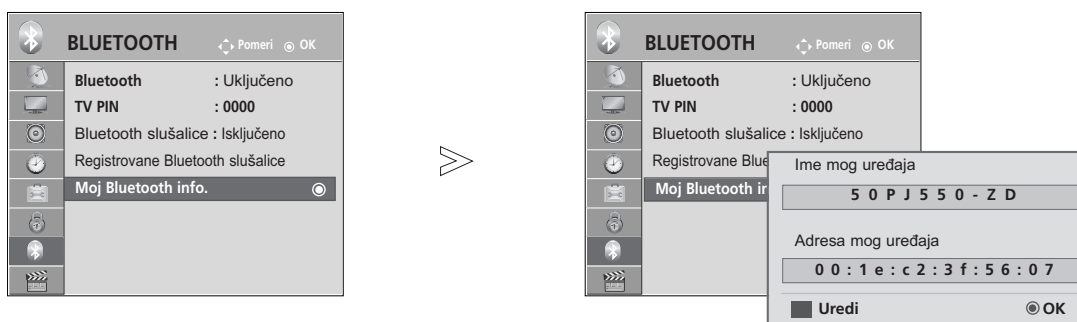 BLUETOOTH Pomeri OK
Bluetooth : Uključeno
TV PIN : 0000
Bluetooth slušalice : Isključeno
Registrovane Bluetooth slušalice
Moj Bluetooth info.
BLUETOOTH Pomeri OK
Bluetooth : Uključeno
TV PIN : 0000
Bluetooth slušalice : Isključeno
Registrovane Blue
Moj Bluetooth in
Ime mog uređaja
50PJ550-ZD
Adresa mog uređaja
00:1e:c2:3f:56:07
Uredi OK